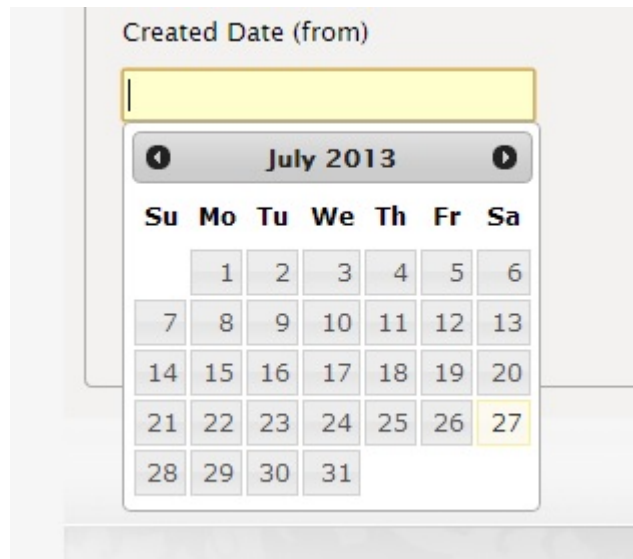 Created Date (from)
July 2013
Su Mo Tu We Th Fr Sa
1 2 3 4 5 6
7 8 9 10 11 12 13
14 15 16 17 18 19 20
21 22 23 24 25 26 27
28 29 30 31